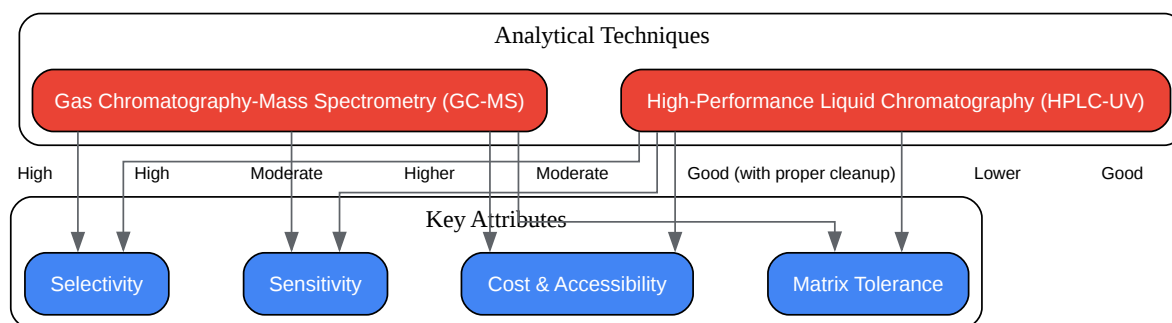 Analytical Techniques
Gas Chromatography-Mass Spectrometry (GC-MS)
High-Performance Liquid Chromatography (HPLC-UV)
High
High
Moderate
Higher
Moderate
Good (with proper cleanup)
Lower
Good
Key Attributes
Selectivity
Sensitivity
Cost & Accessibility
Matrix Tolerance